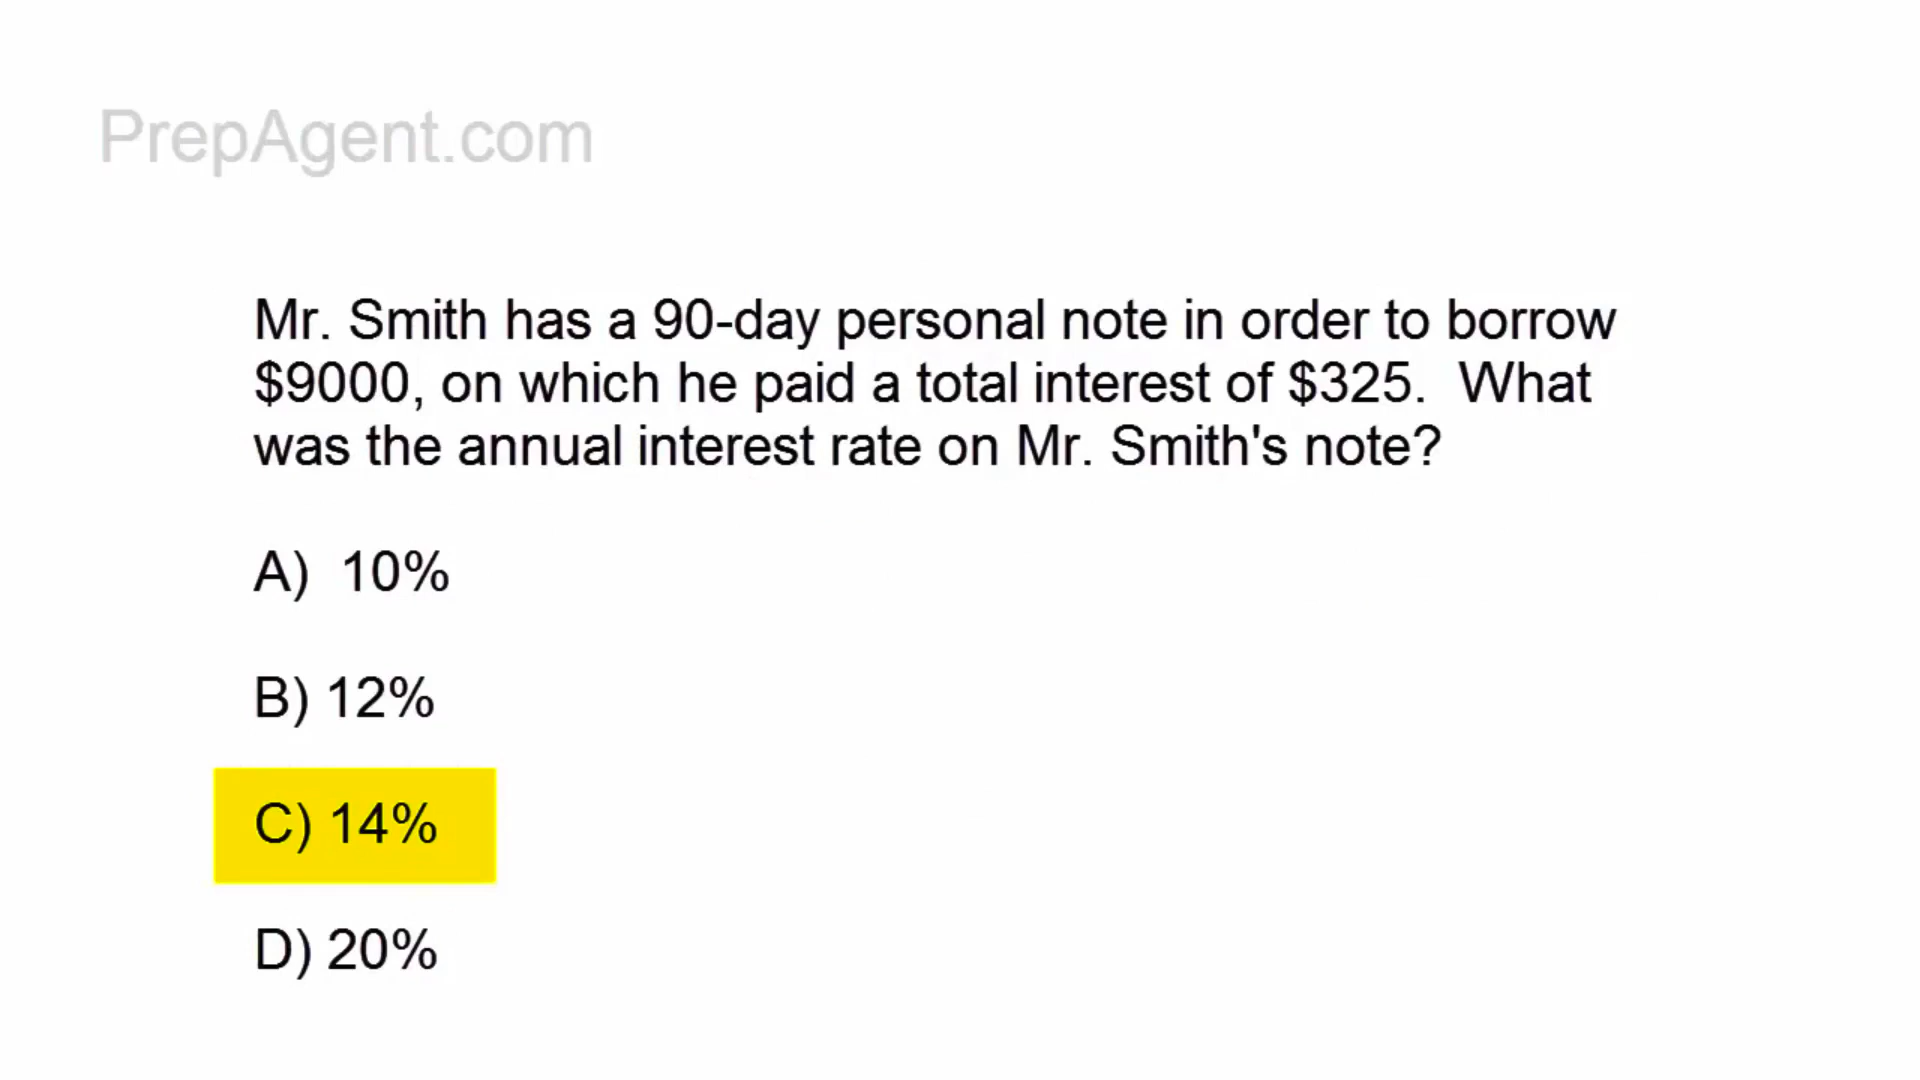 PrepAgent.com
Mr. Smith has a 90-day personal note in order to borrow
$9000, on which he paid a total interest of $325.  What
was the annual interest rate on Mr. Smith's note?
A)  10%
B) 12%
C) 14%
D) 20%